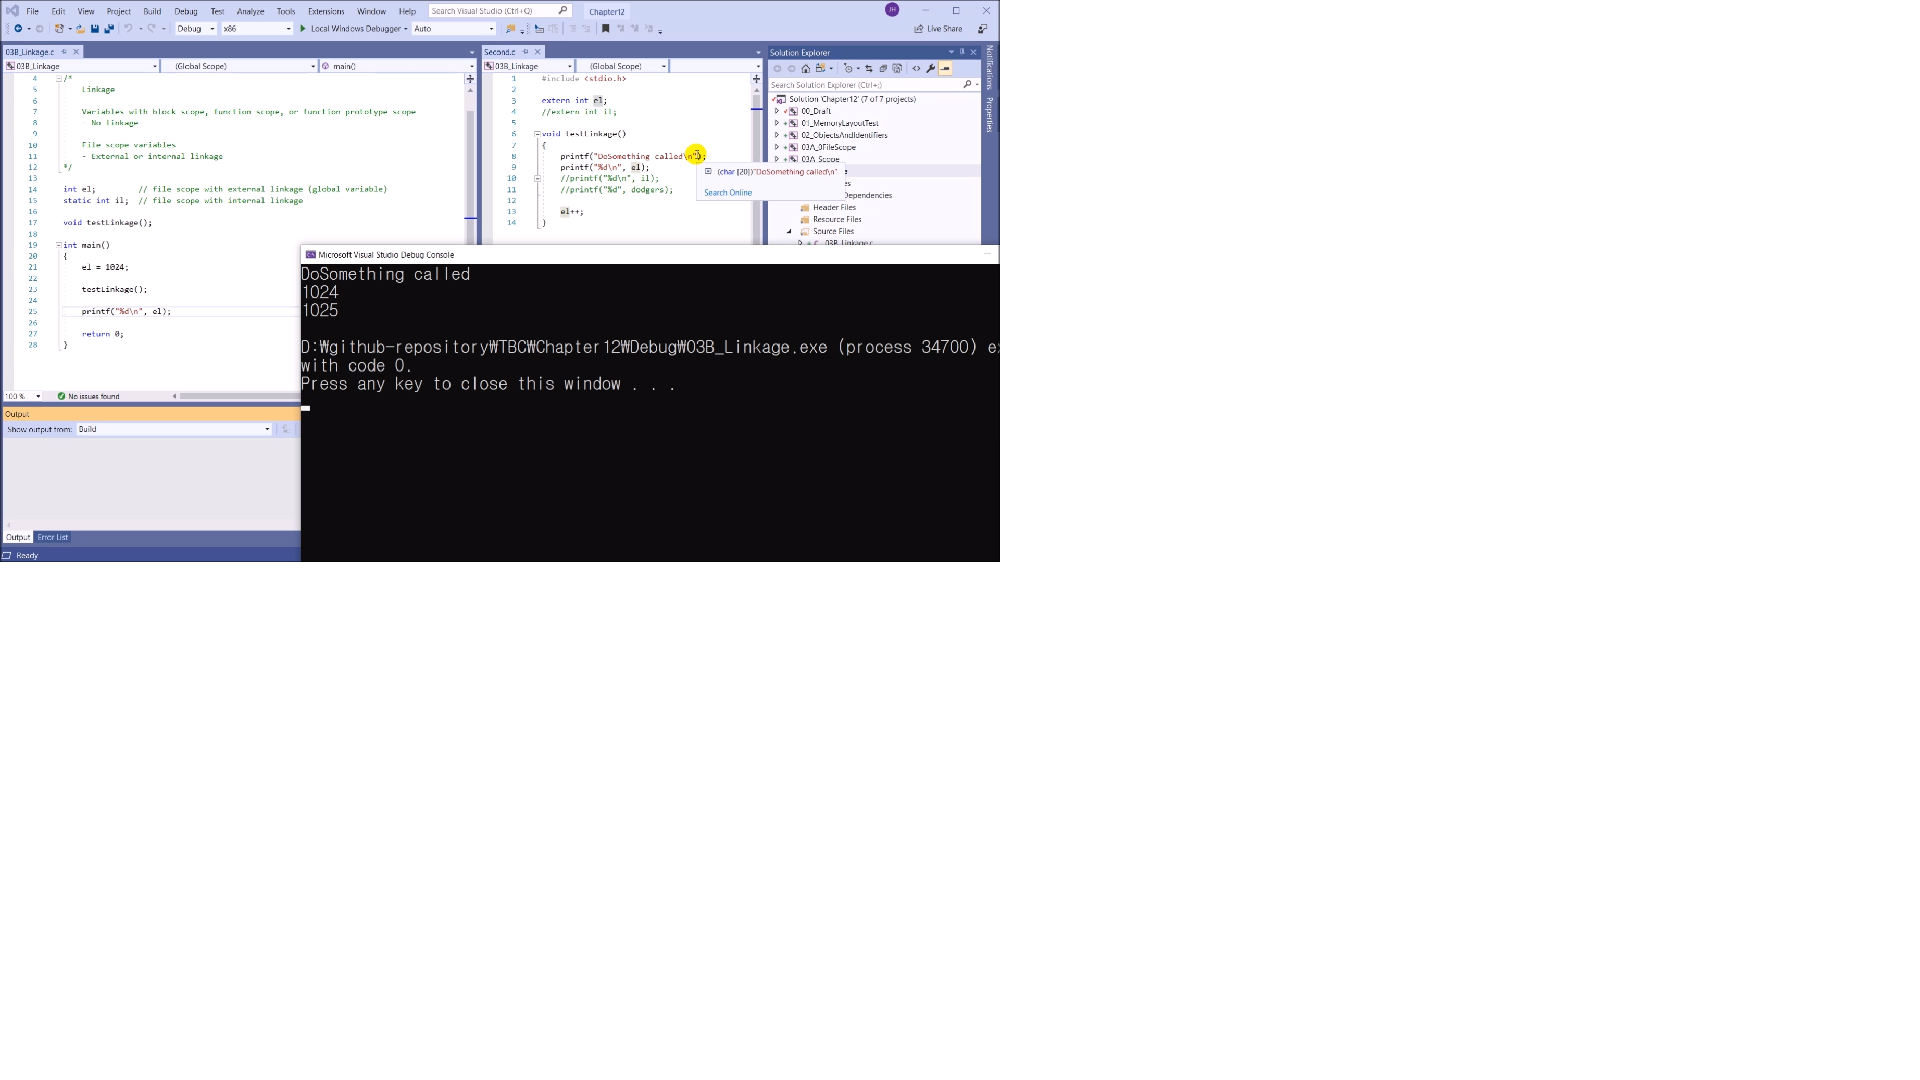 File Edit View Project Build Debug Test Analyze Tools Extensions Window Help Search Visual Studio (Ctrl+Q) Chapter12 JH
Debug x86 Local Windows Debugger Auto Live Share
03B_Linkage.c
03B_Linkage (Global Scope) main()
4 /*
5 Linkage
6
7 Variables with block scope, function scope, or function prototype scope
8 - No linkage
9
10 File scope variables
11 - External or internal linkage
12 */
13
14 int el; // file scope with external linkage (global variable)
15 static int il; // file scope with internal linkage
16
17 void testLinkage();
18
19 int main()
20 {
21 el = 1024;
22
23 testLinkage();
24
25 printf("%d\n", el);
26
27 return 0;
28 }
100 % No issues found
Output
Show output from: Build
Output Error List
Ready
Second.c
03B_Linkage (Global Scope)
1 #include <stdio.h>
2
3 extern int el;
4 //extern int il;
5
6 void testLinkage()
7 {
8 printf("DoSomething called\n");
9 printf("%d\n", el);
10 //printf("%d\n", il);
11 //printf("%d", dodgers);
12
13 el++;
14 }
(char [20])"DoSomething called\n"
Search Online
Solution Explorer
Search Solution Explorer (Ctrl+;)
Solution 'Chapter12' (7 of 7 projects)
00_Draft
01_MemoryLayoutTest
02_ObjectsAndIdentifiers
03A_0FileScope
03A_Scope
Dependencies
Header Files
Resource Files
Source Files
03B_Linkage.c
Notifications
Properties
Microsoft Visual Studio Debug Console
DoSomething called
1024
1025
D:₩github-repository₩TBC₩Chapter12₩Debug₩03B_Linkage.exe (process 34700) ex
with code 0.
Press any key to close this window . . .